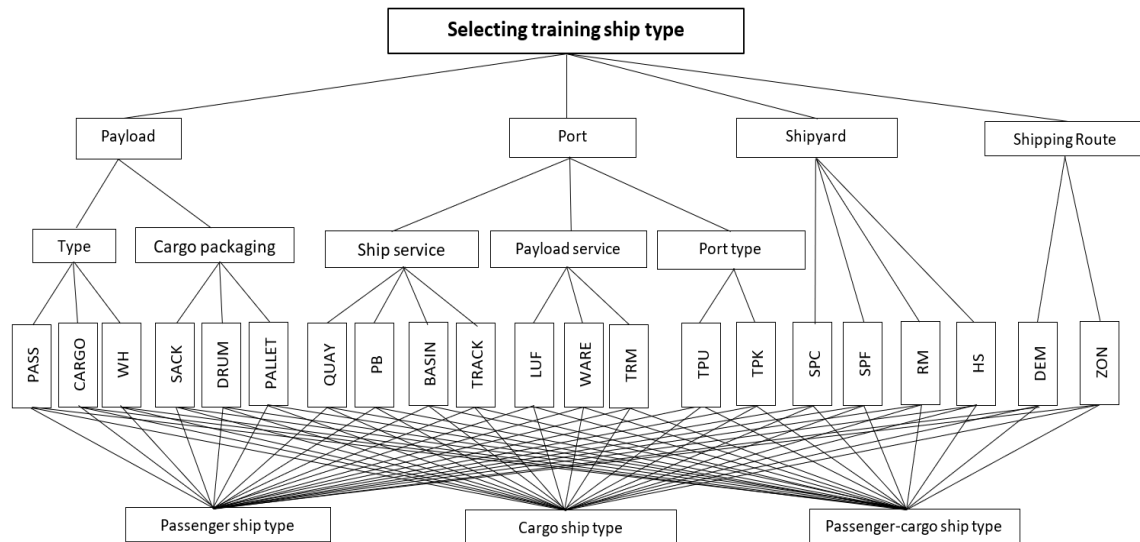 Selecting training ship type
Payload
Port
Shipyard
Shipping Route
Type
Cargo packaging
Ship service
Payload service
Port type
PASS
CARGO
WH
SACK
DRUM
PALLET
QUAY
PB
BASIN
TRACK
LUF
WARE
TRM
TPU
TPK
SPC
SPF
RM
HS
DEM
ZON
Passenger ship type
Cargo ship type
Passenger-cargo ship type